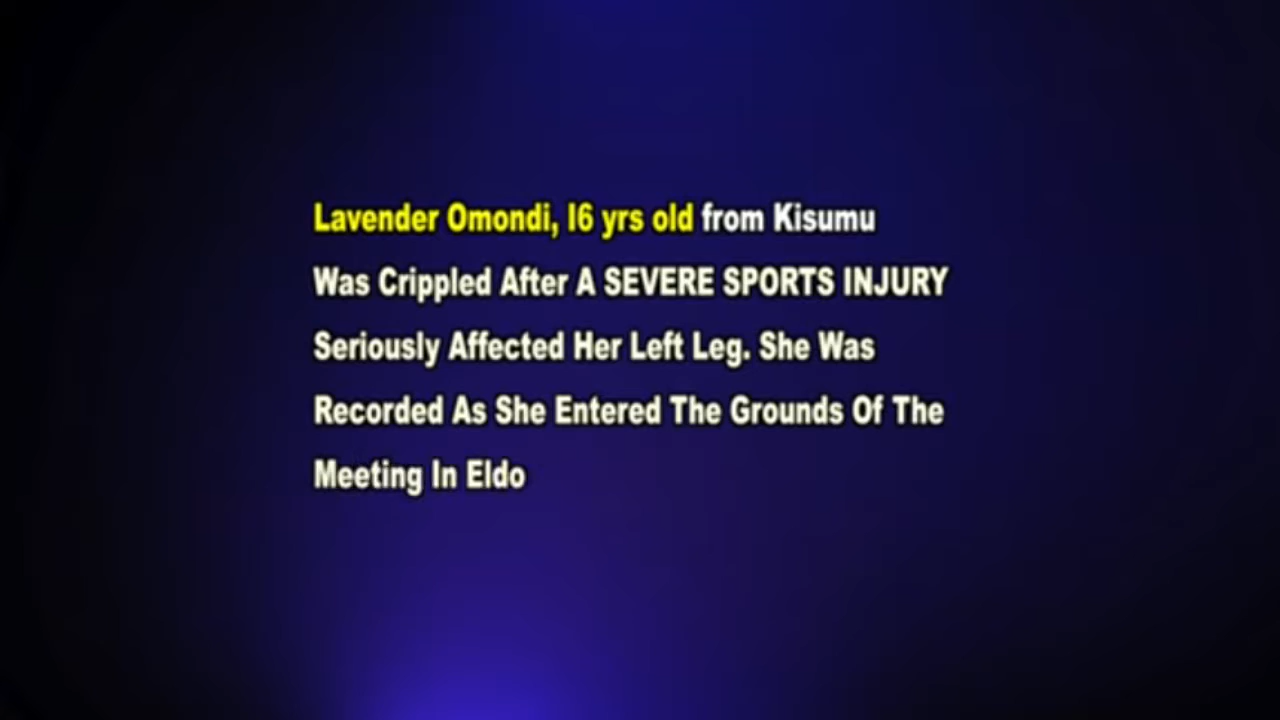 Lavender Omondi, 16 yrs old from Kisumu
Was Crippled After A SEVERE SPORTS INJURY
Seriously Affected Her Left Leg. She Was
Recorded As She Entered The Grounds Of The
Meeting In Eldo